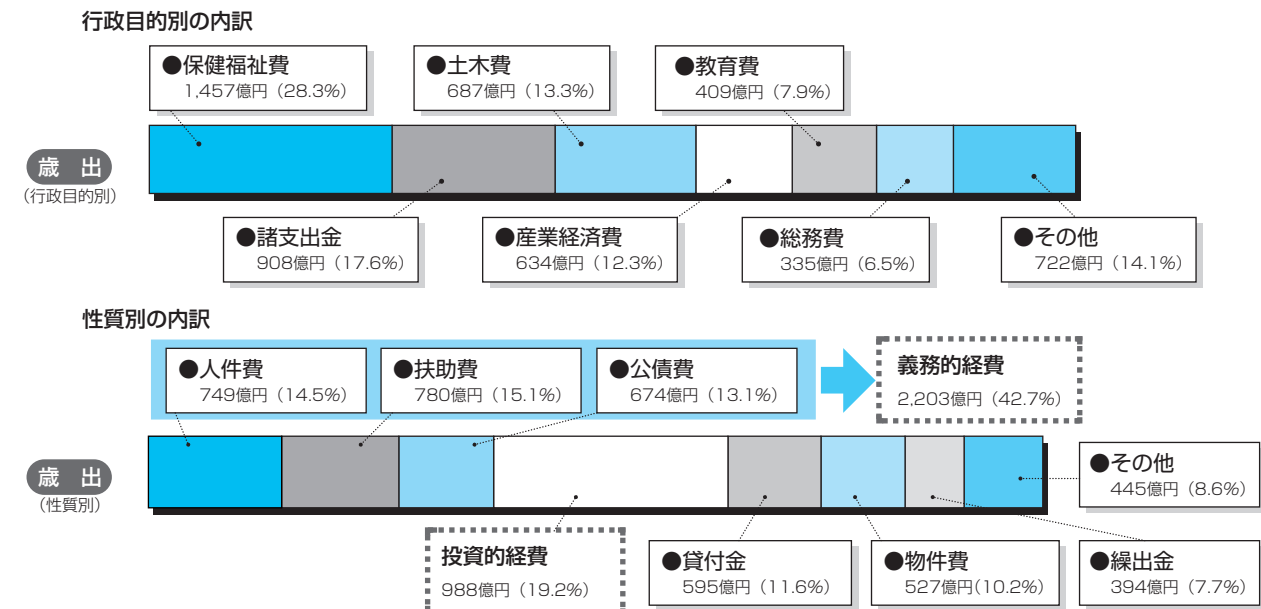 行政目的別の内訳
●保健福祉費
1,457億円（28.3%）
●土木費
687億円（13.3%）
●教育費
409億円（7.9%）
歳 出
（行政目的別）
●諸支出金
908億円（17.6%）
●産業経済費
634億円（12.3%）
●総務費
335億円（6.5%）
●その他
722億円（14.1%）
性質別の内訳
●人件費
749億円（14.5%）
●扶助費
780億円（15.1%）
●公債費
674億円（13.1%）
義務的経費
2,203億円（42.7%）
歳 出
（性質別）
●その他
445億円（8.6%）
投資的経費
988億円（19.2%）
●貸付金
595億円（11.6%）
●物件費
527億円（10.2%）
●繰出金
394億円（7.7%）